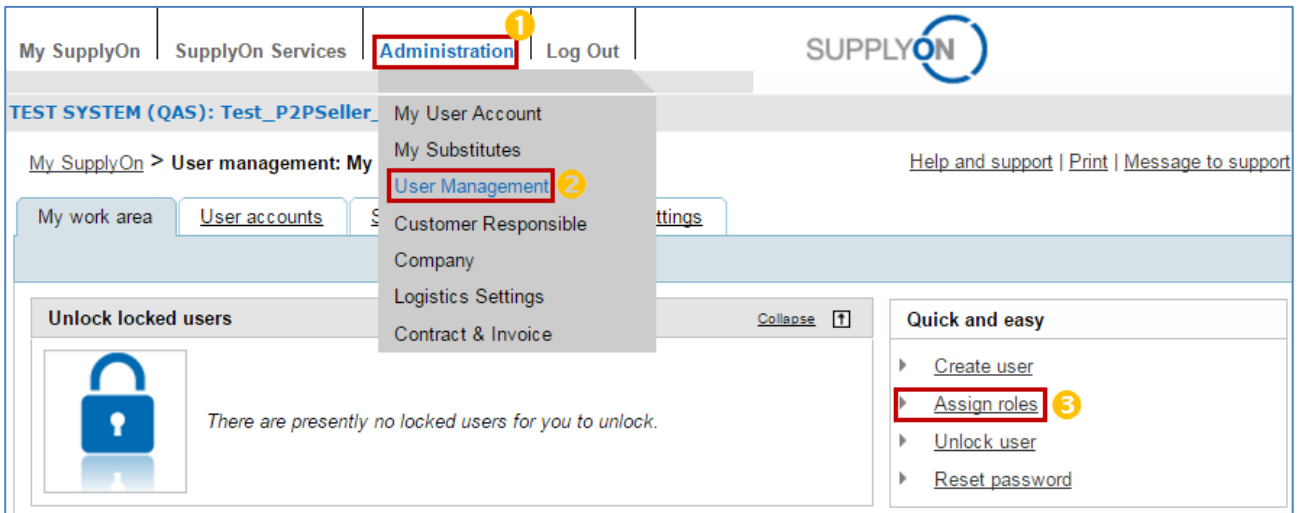 1
My SupplyOn SupplyOn Services Administration Log Out SUPPLYON
TEST SYSTEM (QAS): Test_P2PSeller_
My User Account
My Substitutes
User Management 2
Customer Responsible
Company
Logistics Settings
Contract & Invoice
My SupplyOn > User management: My
Help and support | Print | Message to support
My work area User accounts S ttings
Unlock locked users Collapse
There are presently no locked users for you to unlock.
Quick and easy
Create user
Assign roles 3
Unlock user
Reset password